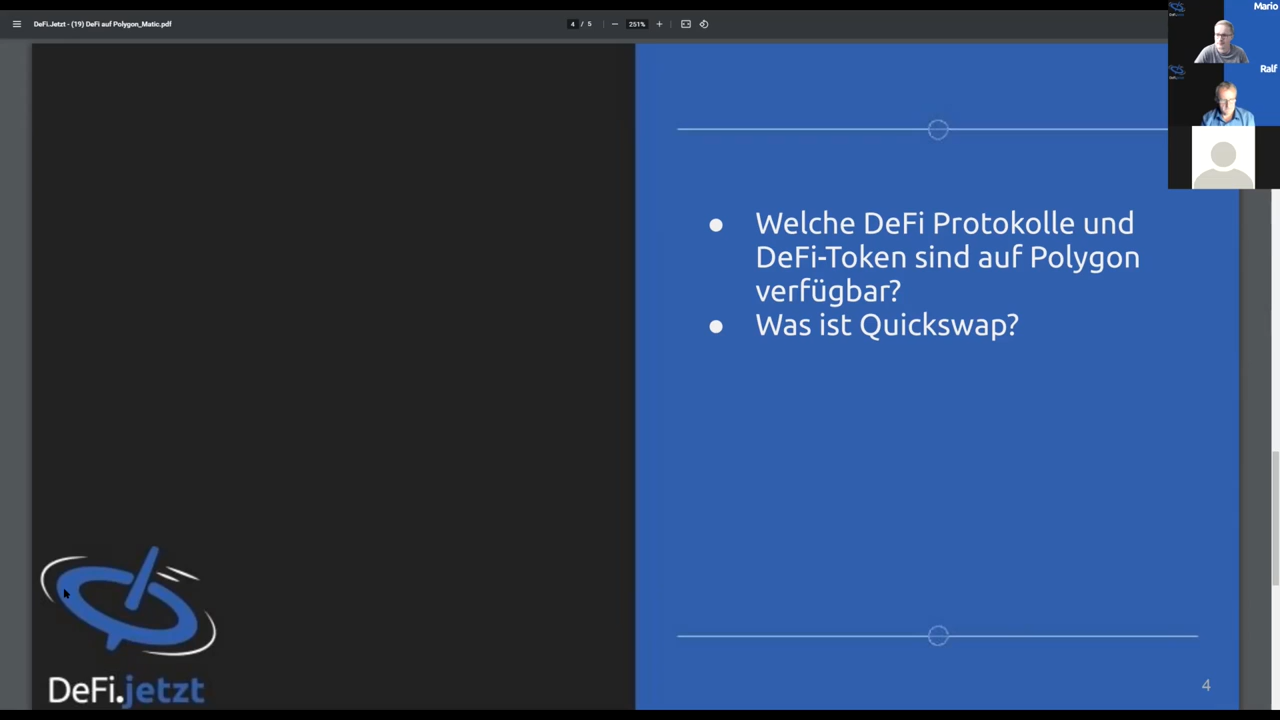 DeFi.Jetzt - (19) DeFi auf Polygon_Matic.pdf
4 / 5
251%
Mario
Ralf
● Welche DeFi Protokolle und
DeFi-Token sind auf Polygon
verfügbar?
● Was ist Quickswap?
DeFi.jetzt
4